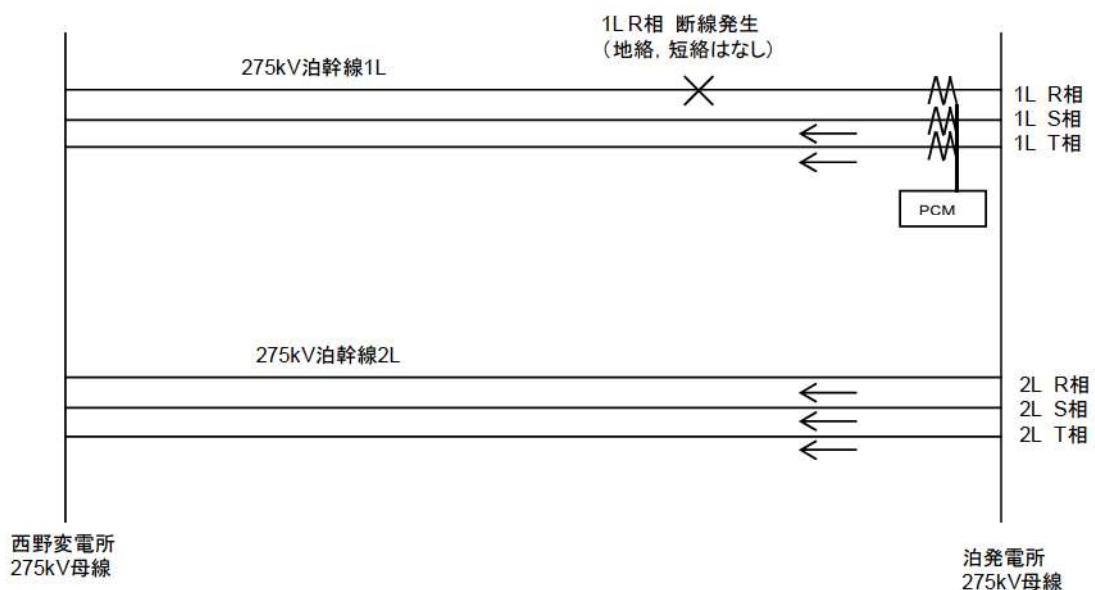 1L R相 断線発生
（地絡，短絡はなし）
275kV泊幹線1L
1L R相
1L S相
1L T相
PCM
275kV泊幹線2L
2L R相
2L S相
2L T相
西野変電所
275kV母線
泊発電所
275kV母線